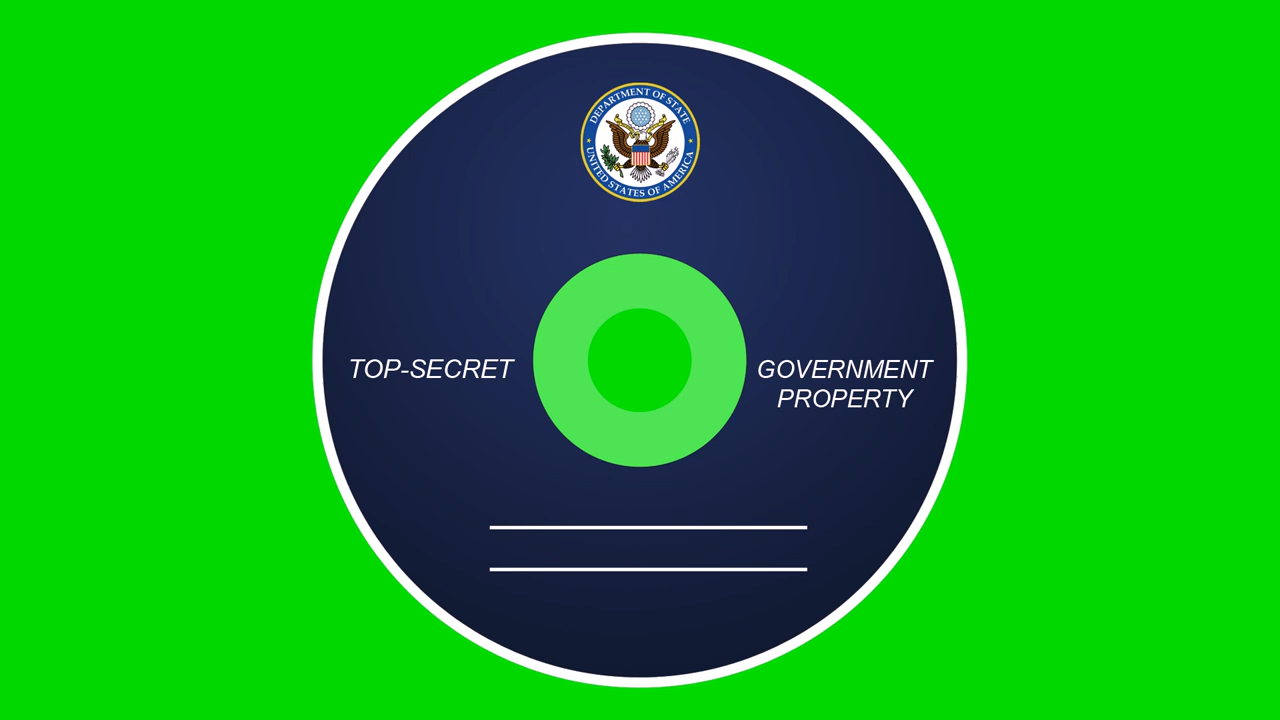 DEPARTMENT OF STATE
UNITED STATES OF AMERICA
TOP-SECRET
GOVERNMENT
PROPERTY